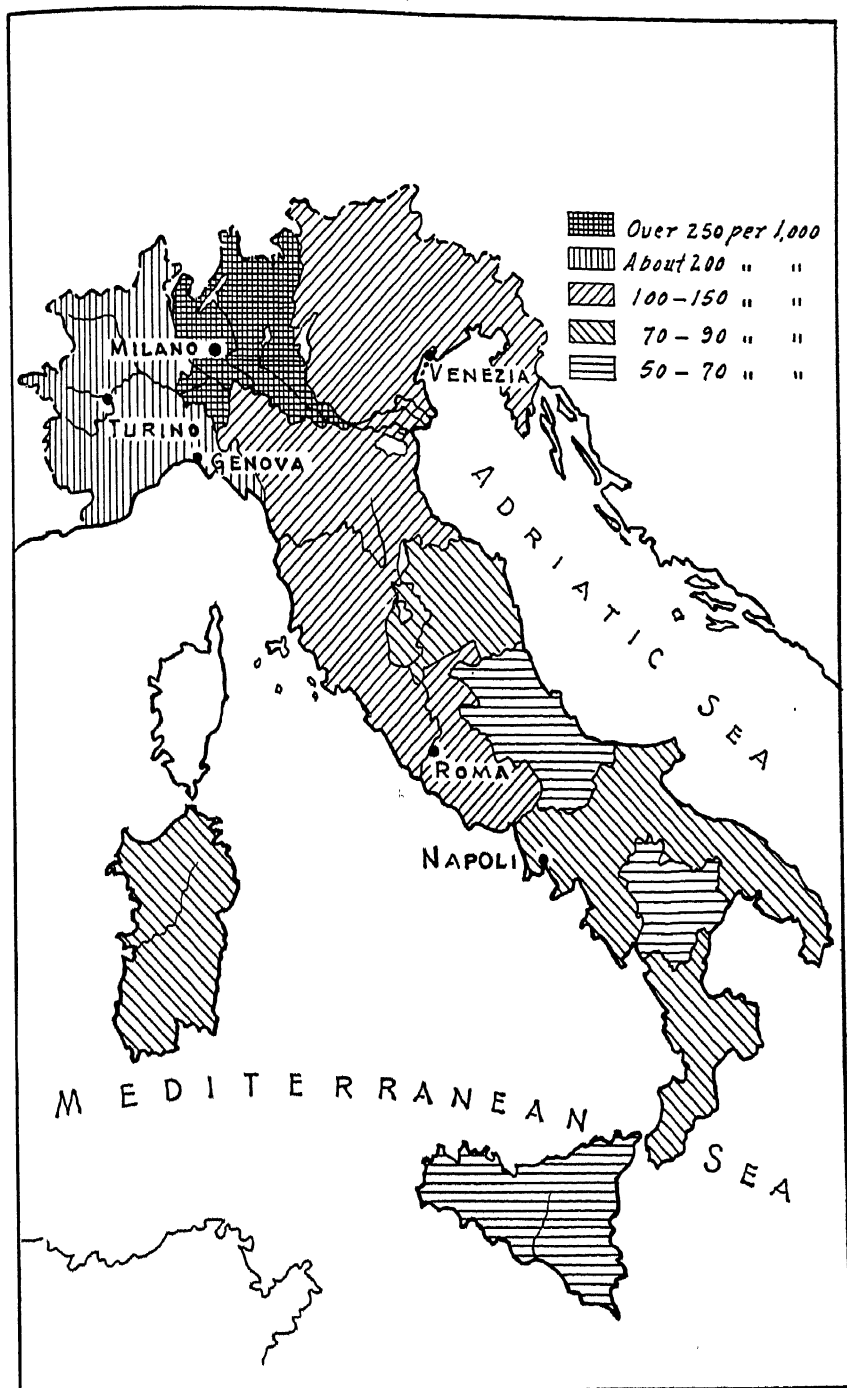 Over 250 per 1,000
About 200 " "
100-150 " "
70-90 " "
50-70 " "
MILANO
VENEZIA
TURINO
GENOVA
ADRIATIC SEA
ROMA
NAPOLI
MEDITERRANEAN SEA